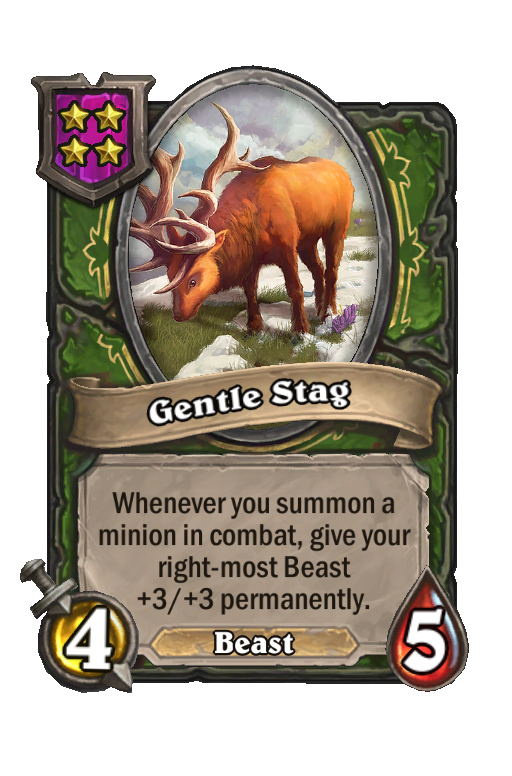 Gentle Stag
Whenever you summon a
minion in combat, give your
right-most Beast
+3/+3 permanently.
4
Beast
5